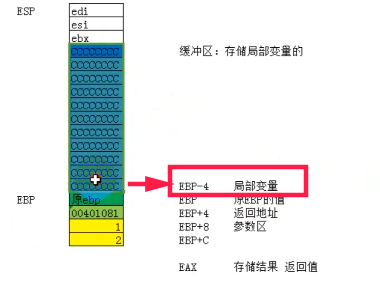 ESP edi
esi
ebx
CCCCCCCC 缓冲区：存储局部变量的
CCCCCCCC
CCCCCCCC
CCCCCCCC
CCCCCCCC
CCCCCCCC
CCCCCCCC
CCCCCCCC
CCCCCCCC
CCCCCCCC
CCCCCCCC EBP-4 局部变量
EBP 原ebp EBP 原EBP的值
00401081 EBP+4 返回地址
1 EBP+8 参数区
2 EBP+C
EAX 存储结果 返回值